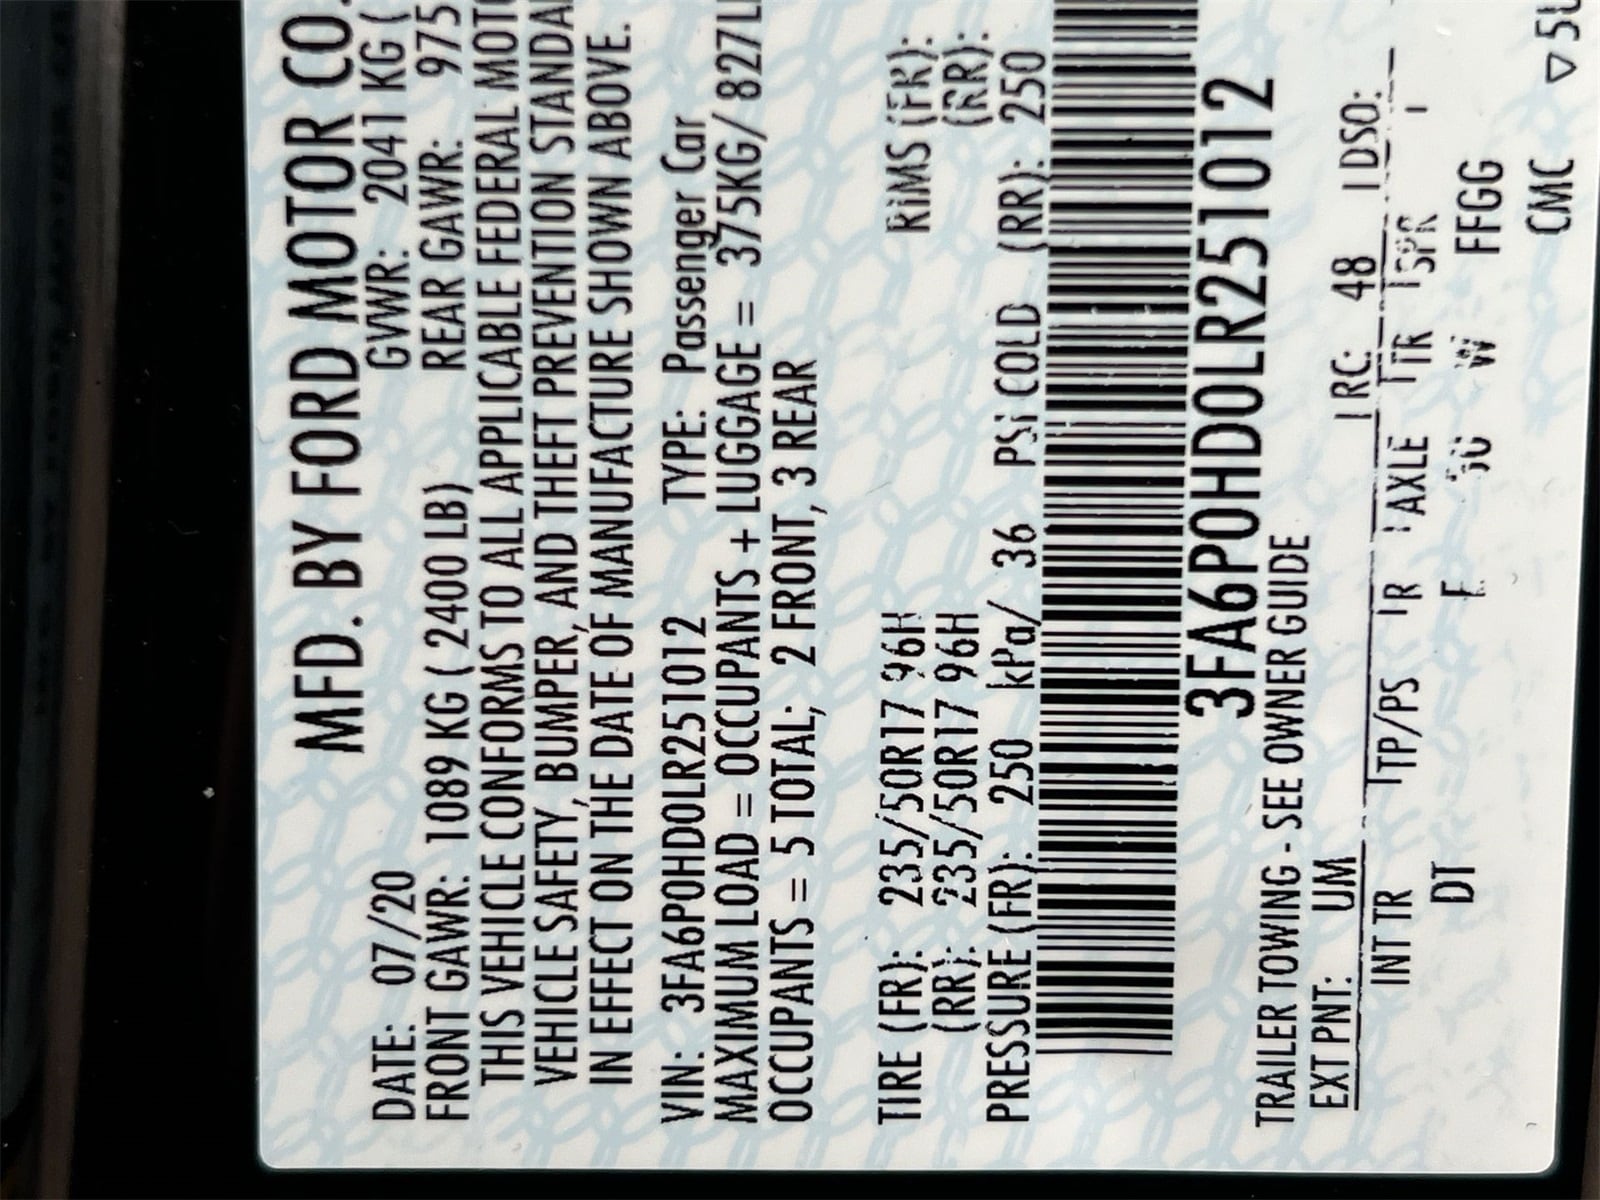 MFD. BY FORD MOTOR CO.
DATE: 07/20 GVWR: 2041 KG (
FRONT GAWR: 1089 KG ( 2400 LB) REAR GAWR: 975
THIS VEHICLE CONFORMS TO ALL APPLICABLE FEDERAL MOTO
VEHICLE SAFETY, BUMPER, AND THEFT PREVENTION STANDA
IN EFFECT ON THE DATE OF MANUFACTURE SHOWN ABOVE.
VIN: 3FA6P0HD0LR251012 TYPE: Passenger Car
MAXIMUM LOAD = OCCUPANTS + LUGGAGE = 375KG/ 827L
OCCUPANTS = 5 TOTAL; 2 FRONT, 3 REAR
TIRE (FR): 235/50R17 96H RIMS (FR):
(RR): 235/50R17 96H (RR):
PRESSURE (FR): 250 kPa/ 36 PSI COLD (RR): 250
3FA6P0HD0LR251012
TRAILER TOWING - SEE OWNER GUIDE
EXT PNT: UM RC: 48 DSO:
INT TR TP/PS R AXLE TR SPR
DT F W FFGG
CMC ▽ 5U